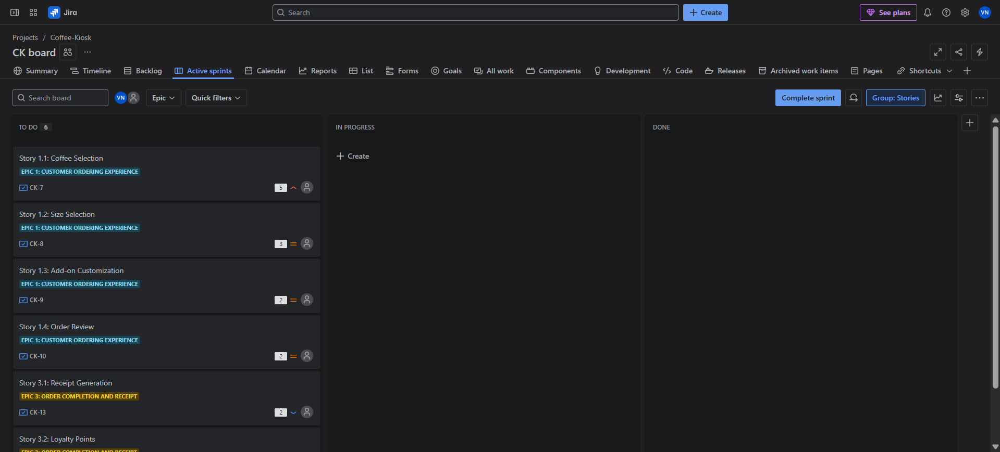 Jira
Search
Create
See plans
VN
Projects / Coffee-Kiosk
CK board
Summary
Timeline
Backlog
Active sprints
Calendar
Reports
List
Forms
Goals
All work
Components
Development
Code
Releases
Archived work items
Pages
Shortcuts
Search board
VN
Epic
Quick filters
Complete sprint
Group: Stories
TO DO 6
IN PROGRESS
DONE
Story 1.1: Coffee Selection
EPIC 1: CUSTOMER ORDERING EXPERIENCE
CK-7 5
Create
Story 1.2: Size Selection
EPIC 1: CUSTOMER ORDERING EXPERIENCE
CK-8 3
Story 1.3: Add-on Customization
EPIC 1: CUSTOMER ORDERING EXPERIENCE
CK-9 2
Story 1.4: Order Review
EPIC 1: CUSTOMER ORDERING EXPERIENCE
CK-10 2
Story 3.1: Receipt Generation
EPIC 3: ORDER COMPLETION AND RECEIPT
CK-13 2
Story 3.2: Loyalty Points
EPIC 3: ORDER COMPLETION AND RECEIPT